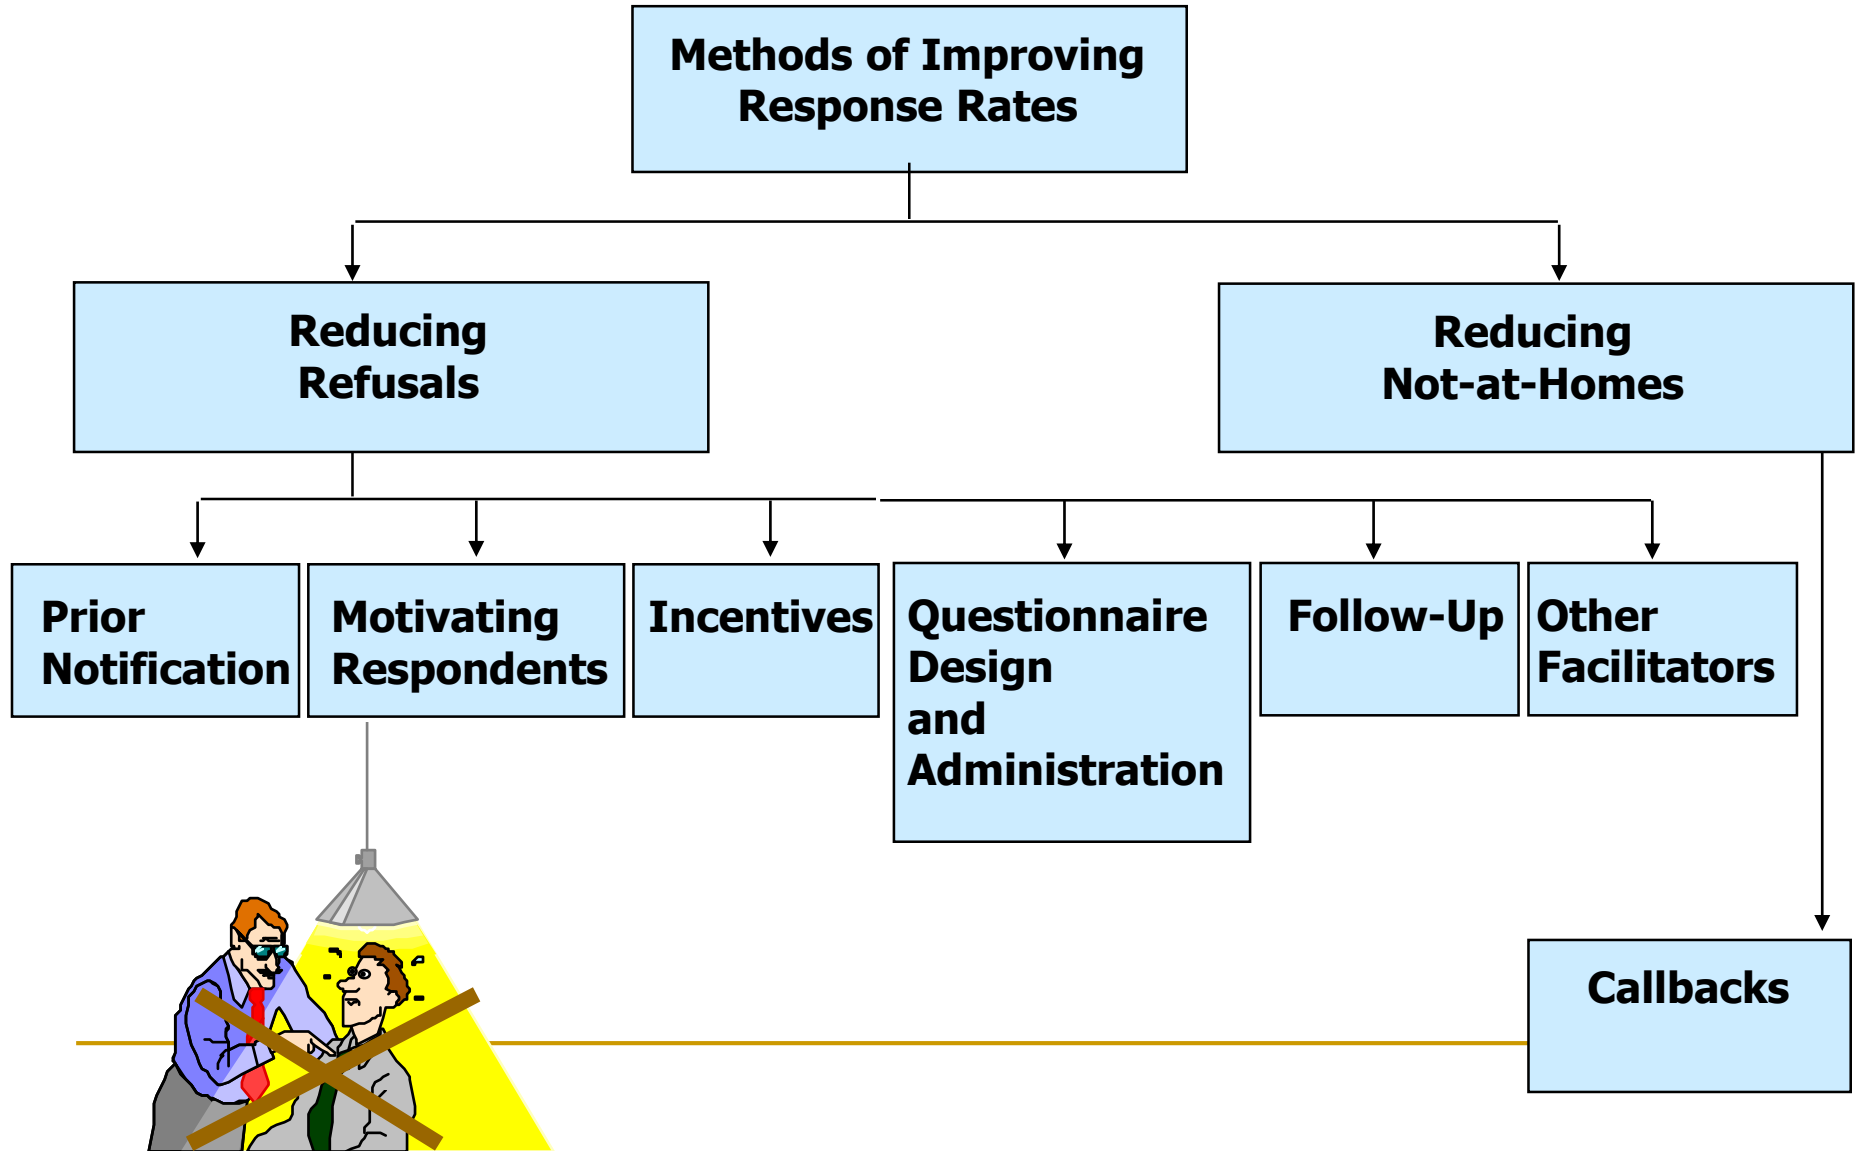 Methods of Improving
Response Rates
Reducing
Refusals
Reducing
Not-at-Homes
Prior
Notification
Motivating
Respondents
Incentives
Questionnaire
Design
and
Administration
Follow-Up
Other
Facilitators
Callbacks